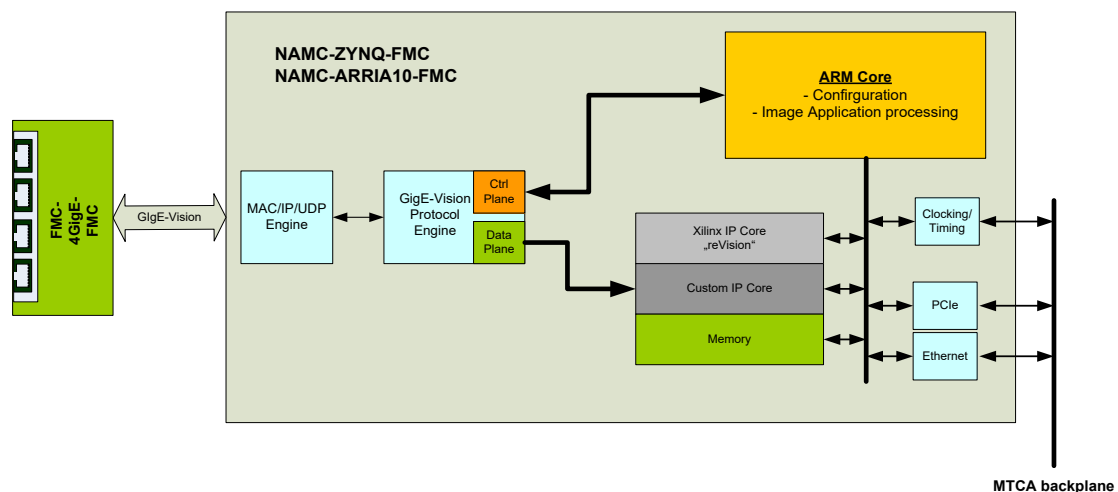 NAMC-ZYNQ-FMC
NAMC-ARRIA10-FMC
ARM Core
- Confirguration
- Image Application processing
FMC-
4GigE-
FMC
GIgE-Vision
MAC/IP/UDP
Engine
GigE-Vision
Protocol
Engine
Ctrl
Plane
Data
Plane
Xilinx IP Core
„reVision“
Custom IP Core
Memory
Clocking/
Timing
PCIe
Ethernet
MTCA backplane